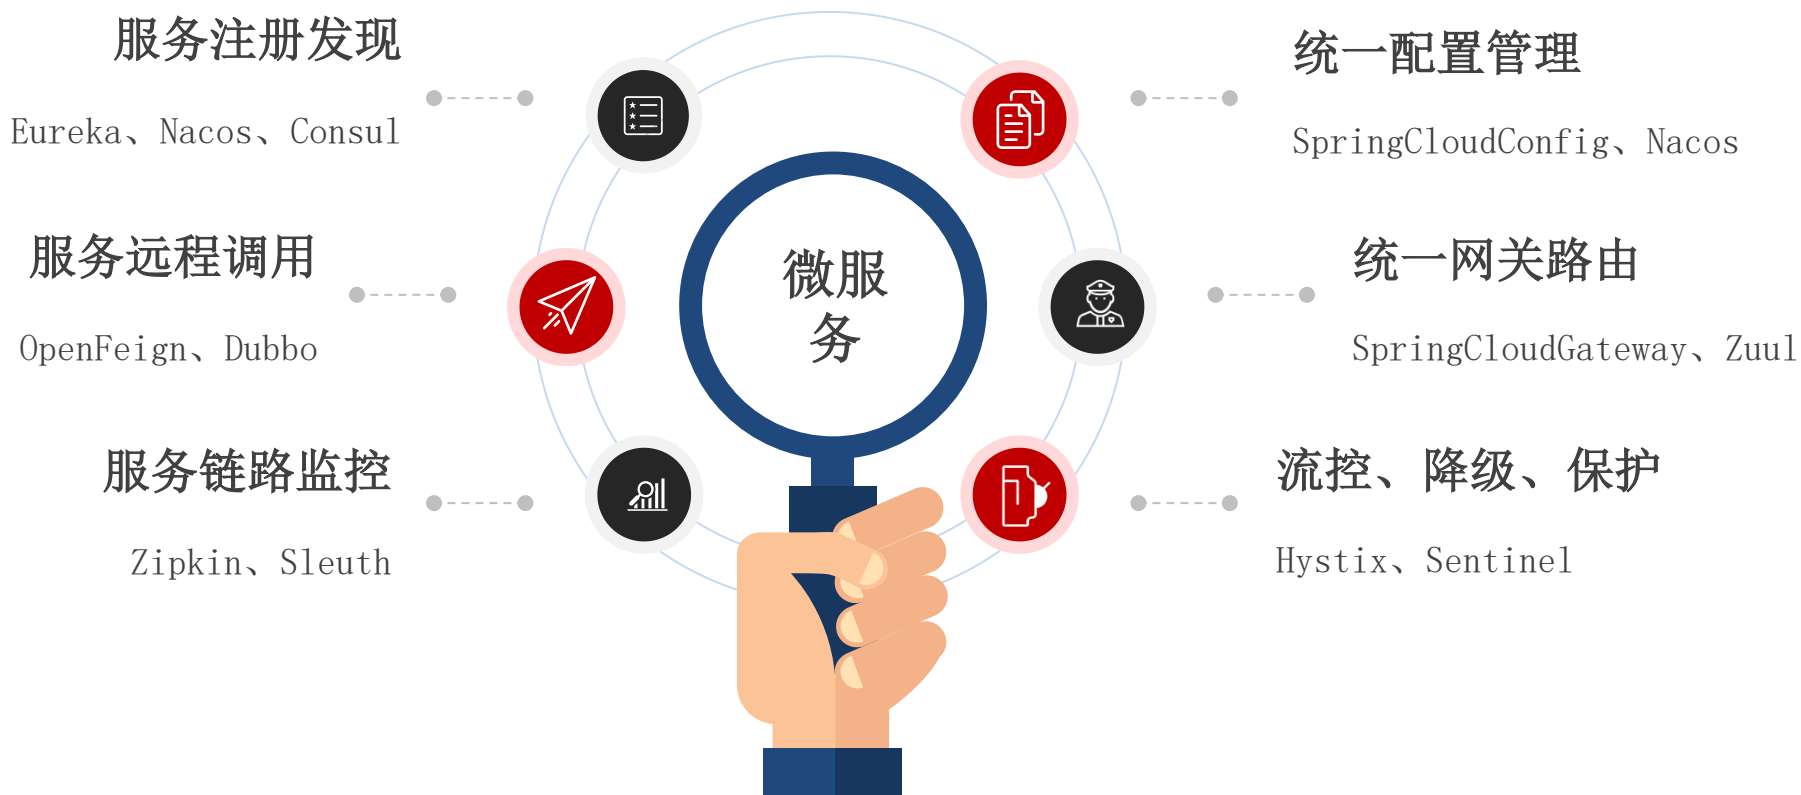 服务注册发现
Eureka、Nacos、Consul
服务远程调用
OpenFeign、Dubbo
服务链路监控
Zipkin、Sleuth
微服
务
统一配置管理
SpringCloudConfig、Nacos
统一网关路由
SpringCloudGateway、Zuul
流控、降级、保护
Hystix、Sentinel